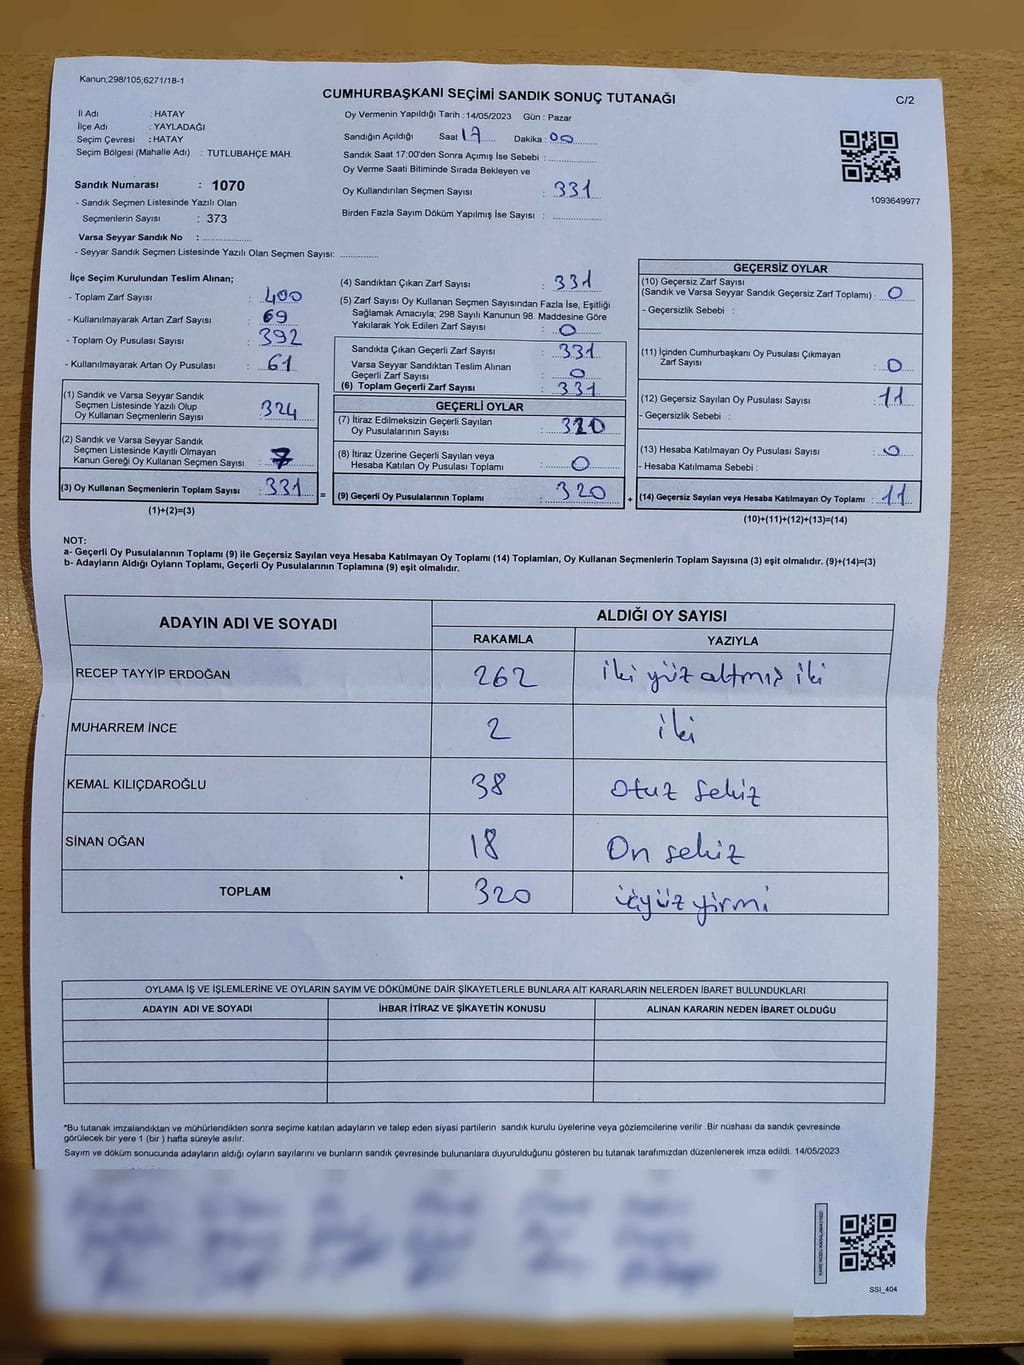 Kanun;298/105;6271/18-1
CUMHURBAŞKANI SEÇİMİ SANDIK SONUÇ TUTANAĞI
C/2
İl Adı : HATAY
İlçe Adı : YAYLADAĞI
Seçim Çevresi : HATAY
Seçim Bölgesi (Mahalle Adı) : TUTLUBAHÇE MAH.
Sandık Numarası : 1070
- Sandık Seçmen Listesinde Yazılı Olan
Seçmenlerin Sayısı : 373
Varsa Seyyar Sandık No : ................
- Seyyar Sandık Seçmen Listesinde Yazılı Olan Seçmen Sayısı: ............
Oy Vermenin Yapıldığı Tarih : 14/05/2023 Gün : Pazar
Sandığın Açıldığı Saat 17 Dakika : 00
Sandık Saat 17:00'den Sonra Açımış İse Sebebi : ................
Oy Verme Saati Bitiminde Sırada Bekleyen ve
Oy Kullandırılan Seçmen Sayısı : 331
Birden Fazla Sayım Döküm Yapılmış İse Sayısı : ................
1093649977
İlçe Seçim Kurulundan Teslim Alınan;
- Toplam Zarf Sayısı : 400
- Kullanılmayarak Artan Zarf Sayısı : 69
- Toplam Oy Pusulası Sayısı : 392
- Kullanılmayarak Artan Oy Pusulası : 61
(1) Sandık ve Varsa Seyyar Sandık
Seçmen Listesinde Yazılı Olup
Oy Kullanan Seçmenlerin Sayısı : 324
(2) Sandık ve Varsa Seyyar Sandık
Seçmen Listesinde Kayıtlı Olmayan
Kanun Gereği Oy Kullanan Seçmen Sayısı : 7
(3) Oy Kullanan Seçmenlerin Toplam Sayısı : 331 =
(1)+(2)=(3)
(4) Sandıktan Çıkan Zarf Sayısı : 331
(5) Zarf Sayısı Oy Kullanan Seçmen Sayısından Fazla İse, Eşitliği
Sağlamak Amacıyla; 298 Sayılı Kanunun 98. Maddesine Göre
Yakılarak Yok Edilen Zarf Sayısı : 0
Sandıkta Çıkan Geçerli Zarf Sayısı : 331
Varsa Seyyar Sandıktan Teslim Alınan
Geçerli Zarf Sayısı : 0
(6) Toplam Geçerli Zarf Sayısı : 331
GEÇERLİ OYLAR
(7) İtiraz Edilmeksizin Geçerli Sayılan
Oy Pusulalarının Sayısı : 320
(8) İtiraz Üzerine Geçerli Sayılan veya
Hesaba Katılan Oy Pusulası Toplamı : 0
(9) Geçerli Oy Pusulalarının Toplamı : 320 +
GEÇERSİZ OYLAR
(10) Geçersiz Zarf Sayısı
(Sandık ve Varsa Seyyar Sandık Geçersiz Zarf Toplamı) : 0
- Geçersizlik Sebebi :
(11) İçinden Cumhurbaşkanı Oy Pusulası Çıkmayan
Zarf Sayısı : 0
(12) Geçersiz Sayılan Oy Pusulası Sayısı : 11
- Geçersizlik Sebebi :
(13) Hesaba Katılmayan Oy Pusulası Sayısı : 0
- Hesaba Katılmama Sebebi :
(14) Geçersiz Sayılan veya Hesaba Katılmayan Oy Toplamı : 11
(10)+(11)+(12)+(13)=(14)
NOT:
a- Geçerli Oy Pusulalarının Toplamı (9) ile Geçersiz Sayılan veya Hesaba Katılmayan Oy Toplamı (14) Toplamları, Oy Kullanan Seçmenlerin Toplam Sayısına (3) eşit olmalıdır. (9)+(14)=(3)
b- Adayların Aldığı Oyların Toplamı, Geçerli Oy Pusulalarının Toplamına (9) eşit olmalıdır.
ADAYIN ADI VE SOYADI ALDIĞI OY SAYISI
RAKAMLA YAZIYLA
RECEP TAYYİP ERDOĞAN 262 iki yüz altmış iki
MUHARREM İNCE 2 iki
KEMAL KILIÇDAROĞLU 38 otuz sekiz
SİNAN OĞAN 18 On sekiz
TOPLAM 320 üçyüz yirmi
OYLAMA İŞ VE İŞLEMLERİNE VE OYLARIN SAYIM VE DÖKÜMÜNE DAİR ŞİKAYETLERLE BUNLARA AİT KARARLARIN NELERDEN İBARET BULUNDUKLARI
ADAYIN ADI VE SOYADI İHBAR İTİRAZ VE ŞİKAYETİN KONUSU ALINAN KARARIN NEDEN İBARET OLDUĞU
*Bu tutanak imzalandıktan ve mühürlendikten sonra seçime katılan adayların ve talep eden siyasi partilerin sandık kurulu üyelerine veya gözlemcilerine verilir .Bir nüshası da sandık çevresinde
görülecek bir yere 1 (bir ) hafta süreyle asılır.
Sayım ve döküm sonucunda adayların aldığı oyların sayılarını ve bunların sandık çevresinde bulunanlara duyurulduğunu gösteren bu tutanak tarafımızdan düzenlenerek imza edildi. 14/05/2023
SSI_404